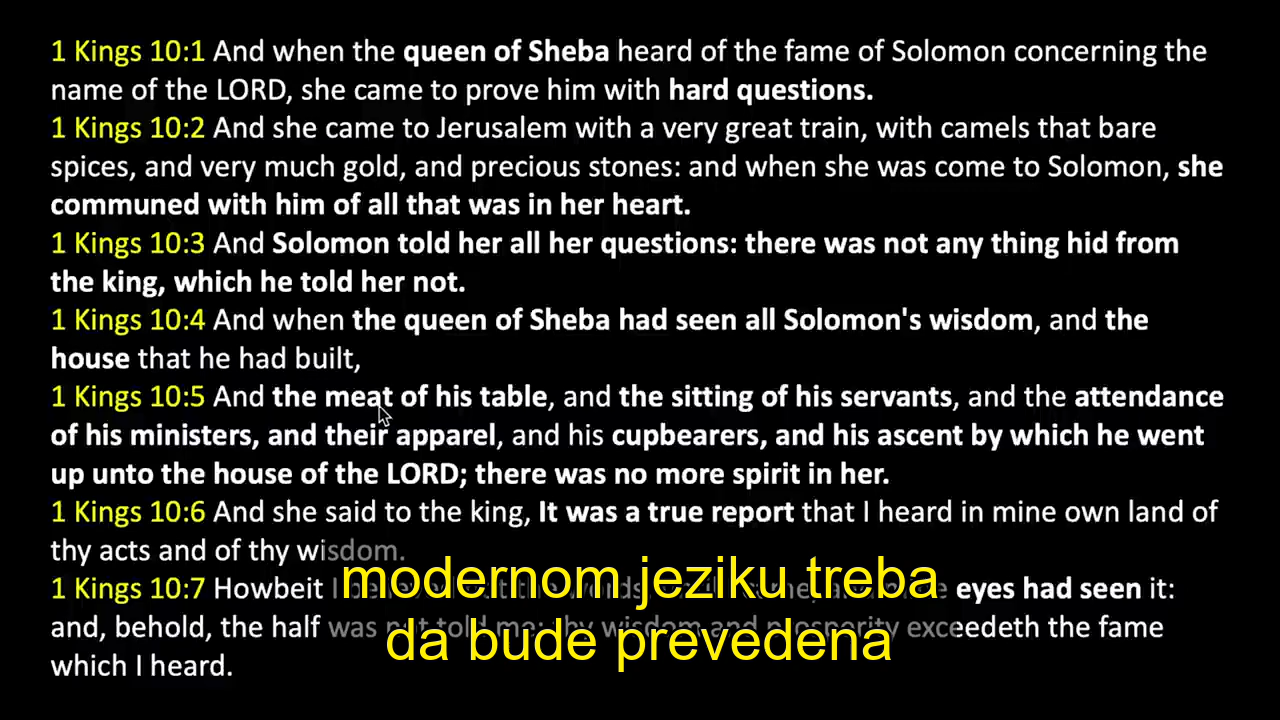 1 Kings 10:1 And when the queen of Sheba heard of the fame of Solomon concerning the
name of the LORD, she came to prove him with hard questions.
1 Kings 10:2 And she came to Jerusalem with a very great train, with camels that bare
spices, and very much gold, and precious stones: and when she was come to Solomon, she
communed with him of all that was in her heart.
1 Kings 10:3 And Solomon told her all her questions: there was not any thing hid from
the king, which he told her not.
1 Kings 10:4 And when the queen of Sheba had seen all Solomon's wisdom, and the
house that he had built,
1 Kings 10:5 And the meat of his table, and the sitting of his servants, and the attendance
of his ministers, and their apparel, and his cupbearers, and his ascent by which he went
up unto the house of the LORD; there was no more spirit in her.
1 Kings 10:6 And she said to the king, It was a true report that I heard in mine own land of
thy acts and of thy wisdom.
1 Kings 10:7 Howbeit I eyes had seen it:
and, behold, the half was not told me: thy wisdom and prosperity exceedeth the fame
which I heard.
modernom jeziku treba
da bude prevedena